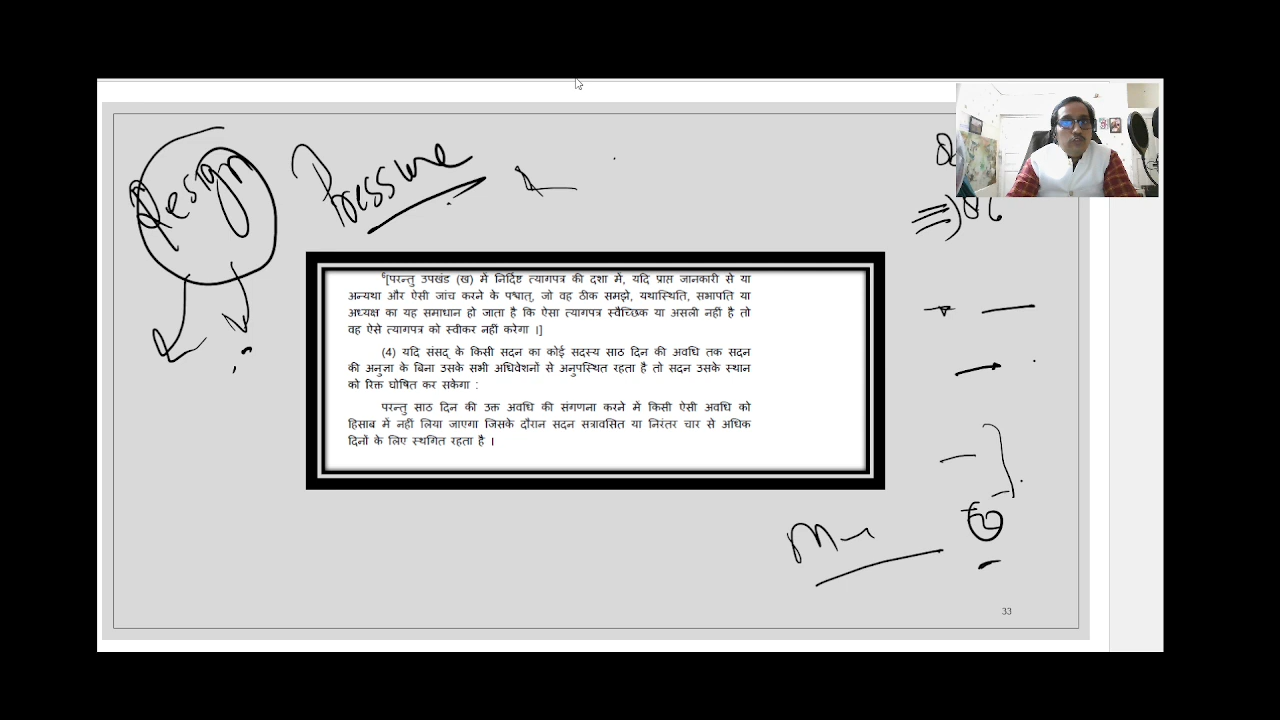 Design
Pressure
⁶[परन्तु उपखंड (ख) में निर्दिष्ट त्यागपत्र की दशा में, यदि प्राप्त जानकारी से या
अन्यथा और ऐसी जांच करने के पश्चात्, जो वह ठीक समझे, यथास्थिति, सभापति या
अध्यक्ष का यह समाधान हो जाता है कि ऐसा त्यागपत्र स्वैच्छिक या असली नहीं है तो
वह ऐसे त्यागपत्र को स्वीकर नहीं करेगा ।]
(4) यदि संसद् के किसी सदन का कोई सदस्य साठ दिन की अवधि तक सदन
की अनुज्ञा के बिना उसके सभी अधिवेशनों से अनुपस्थित रहता है तो सदन उसके स्थान
को रिक्त घोषित कर सकेगा :
परन्तु साठ दिन की उक्त अवधि की संगणना करने में किसी ऐसी अवधि को
हिसाब में नहीं लिया जाएगा जिसके दौरान सदन सत्रावसित या निरंतर चार से अधिक
दिनों के लिए स्थगित रहता है ।
33